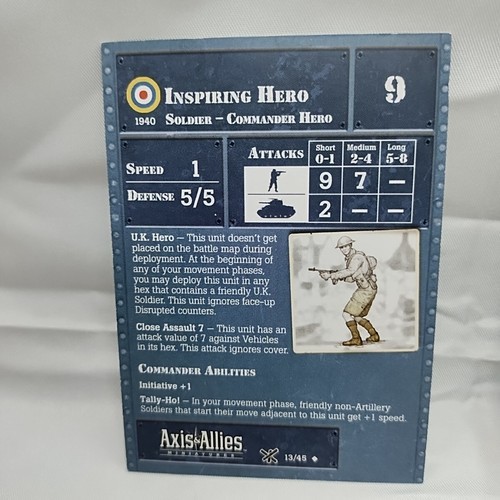 Inspiring Hero
9
1940
Soldier – Commander Hero
Speed 1
Defense 5/5
Attacks
Short 0-1
Medium 2-4
Long 5-8
9 7 –
2 – –
U.K. Hero – This unit doesn't get
placed on the battle map during
deployment. At the beginning of
any of your movement phases,
you may deploy this unit in any
hex that contains a friendly U.K.
Soldier. This unit ignores face-up
Disrupted counters.
Close Assault 7 – This unit has an
attack value of 7 against Vehicles
in its hex. This attack ignores cover.
Commander Abilities
Initiative +1
Tally-Ho! – In your movement phase, friendly non-Artillery
Soldiers that start their move adjacent to this unit get +1 speed.
Axis & Allies
MINIATURES
13/45